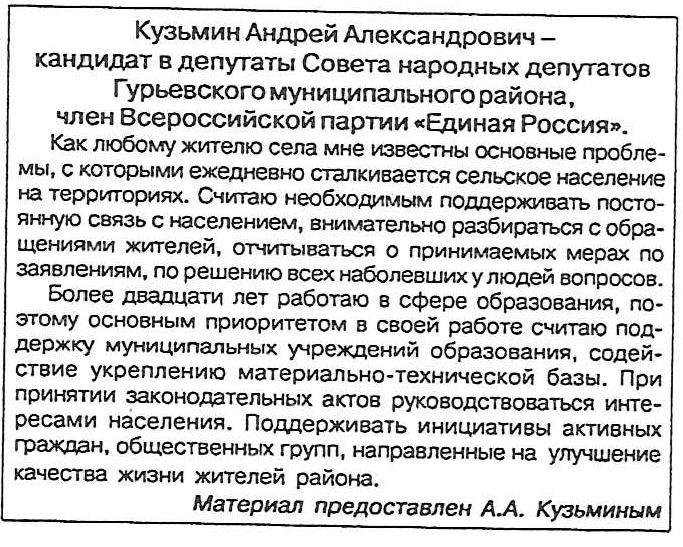 Кузьмин Андрей Александрович –
кандидат в депутаты Совета народных депутатов
Гурьевского муниципального района,
член Всероссийской партии «Единая Россия».
Как любому жителю села мне известны основные пробле-
мы, с которыми ежедневно сталкивается сельское население
на территориях. Считаю необходимым поддерживать посто-
янную связь с населением, внимательно разбираться с обра-
щениями жителей, отчитываться о принимаемых мерах по
заявлениям, по решению всех наболевших у людей вопросов.
Более двадцати лет работаю в сфере образования, по-
этому основным приоритетом в своей работе считаю под-
держку муниципальных учреждений образования, содей-
ствие укреплению материально-технической базы. При
принятии законодательных актов руководствоваться инте-
ресами населения. Поддерживать инициативы активных
граждан, общественных групп, направленные на улучшение
качества жизни жителей района.
Материал предоставлен А.А. Кузьминым